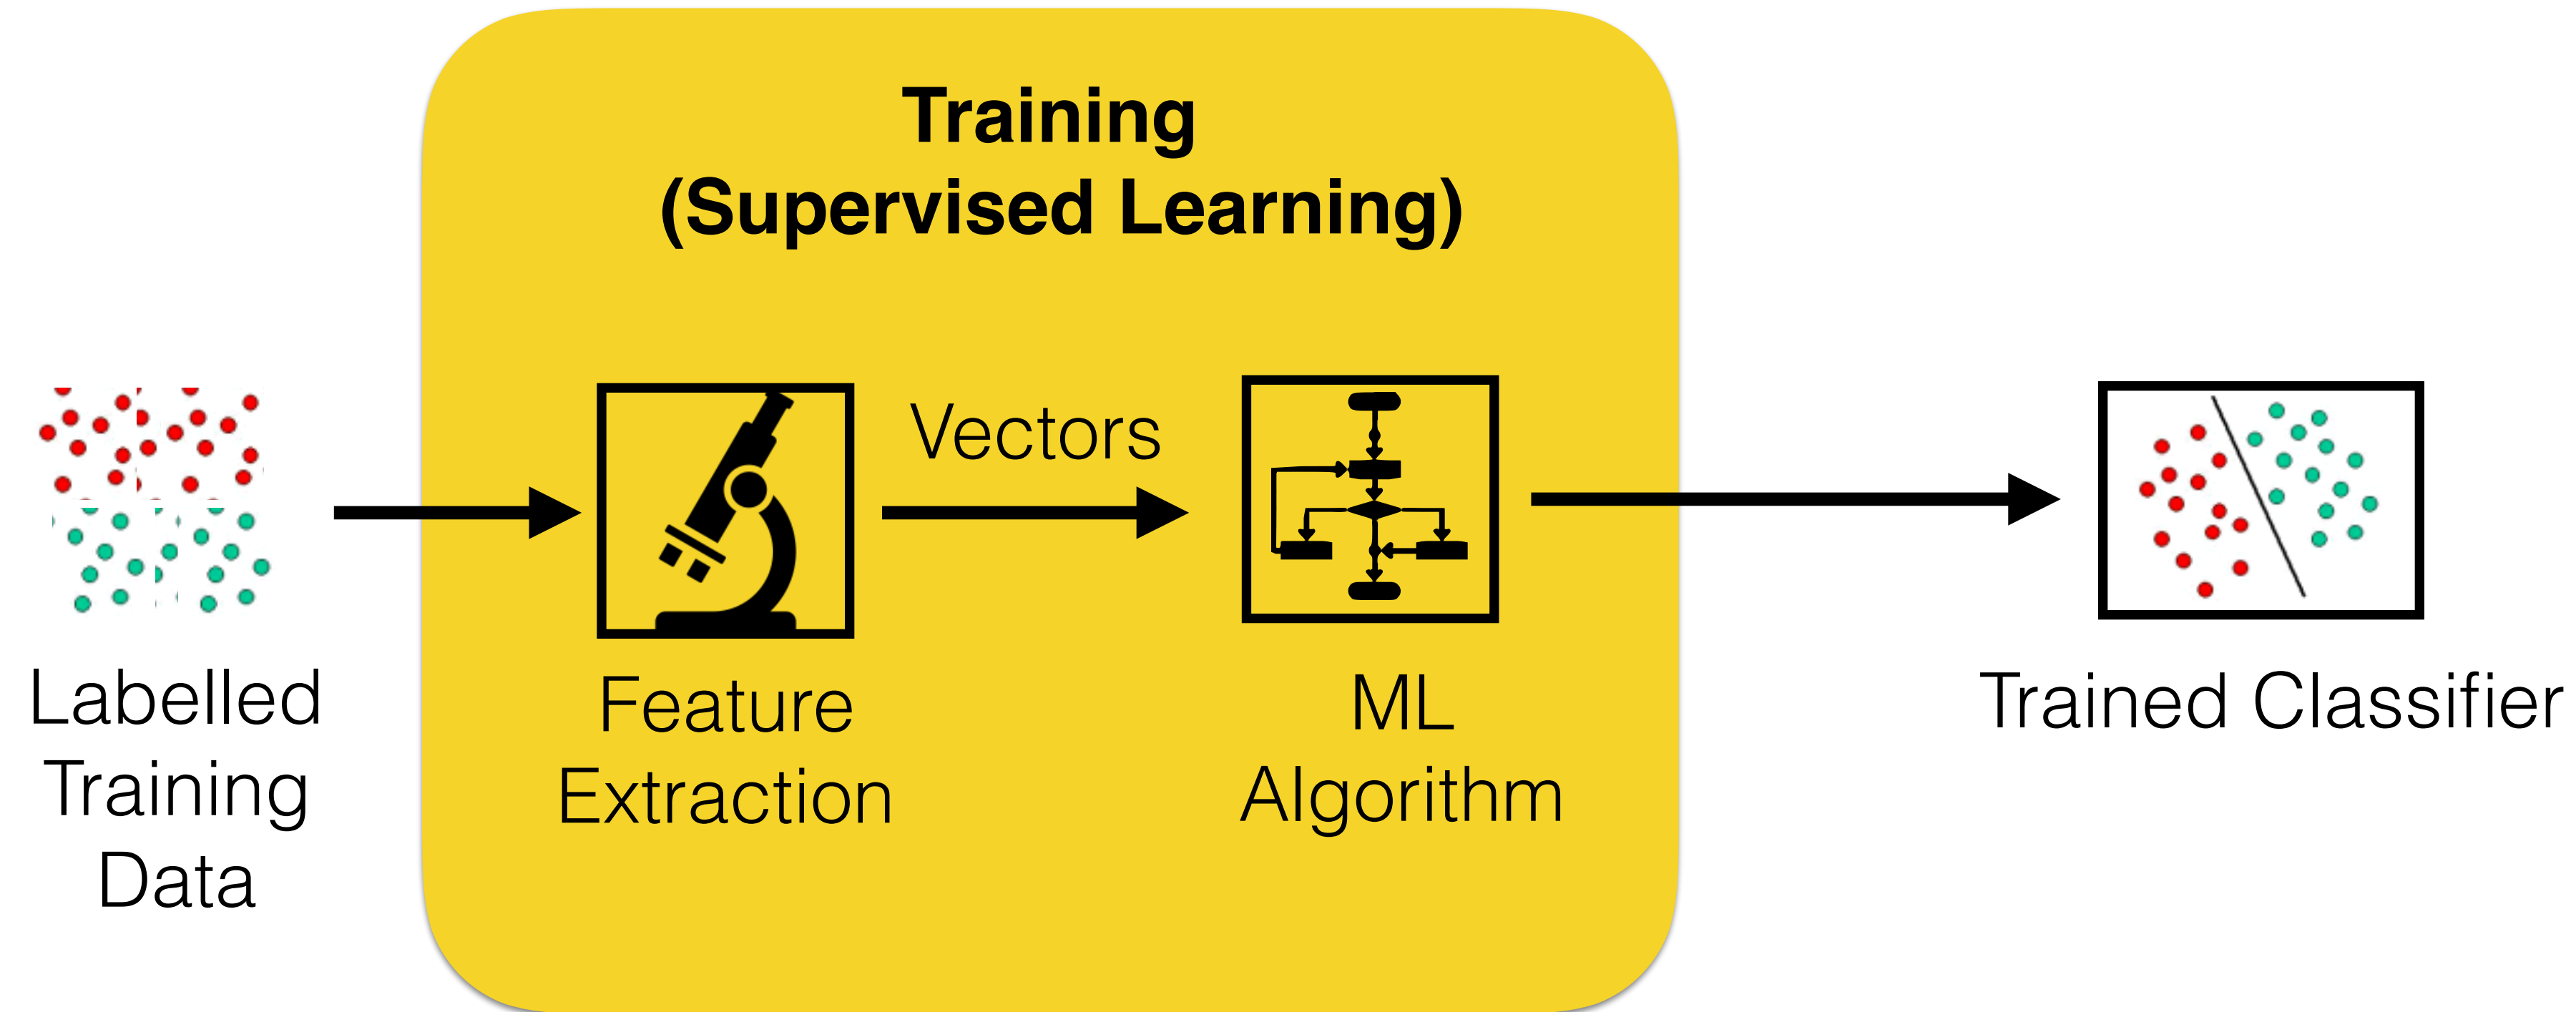 Training
(Supervised Learning)
Vectors
Labelled
Training
Data
Feature
Extraction
ML
Algorithm
Trained Classifier